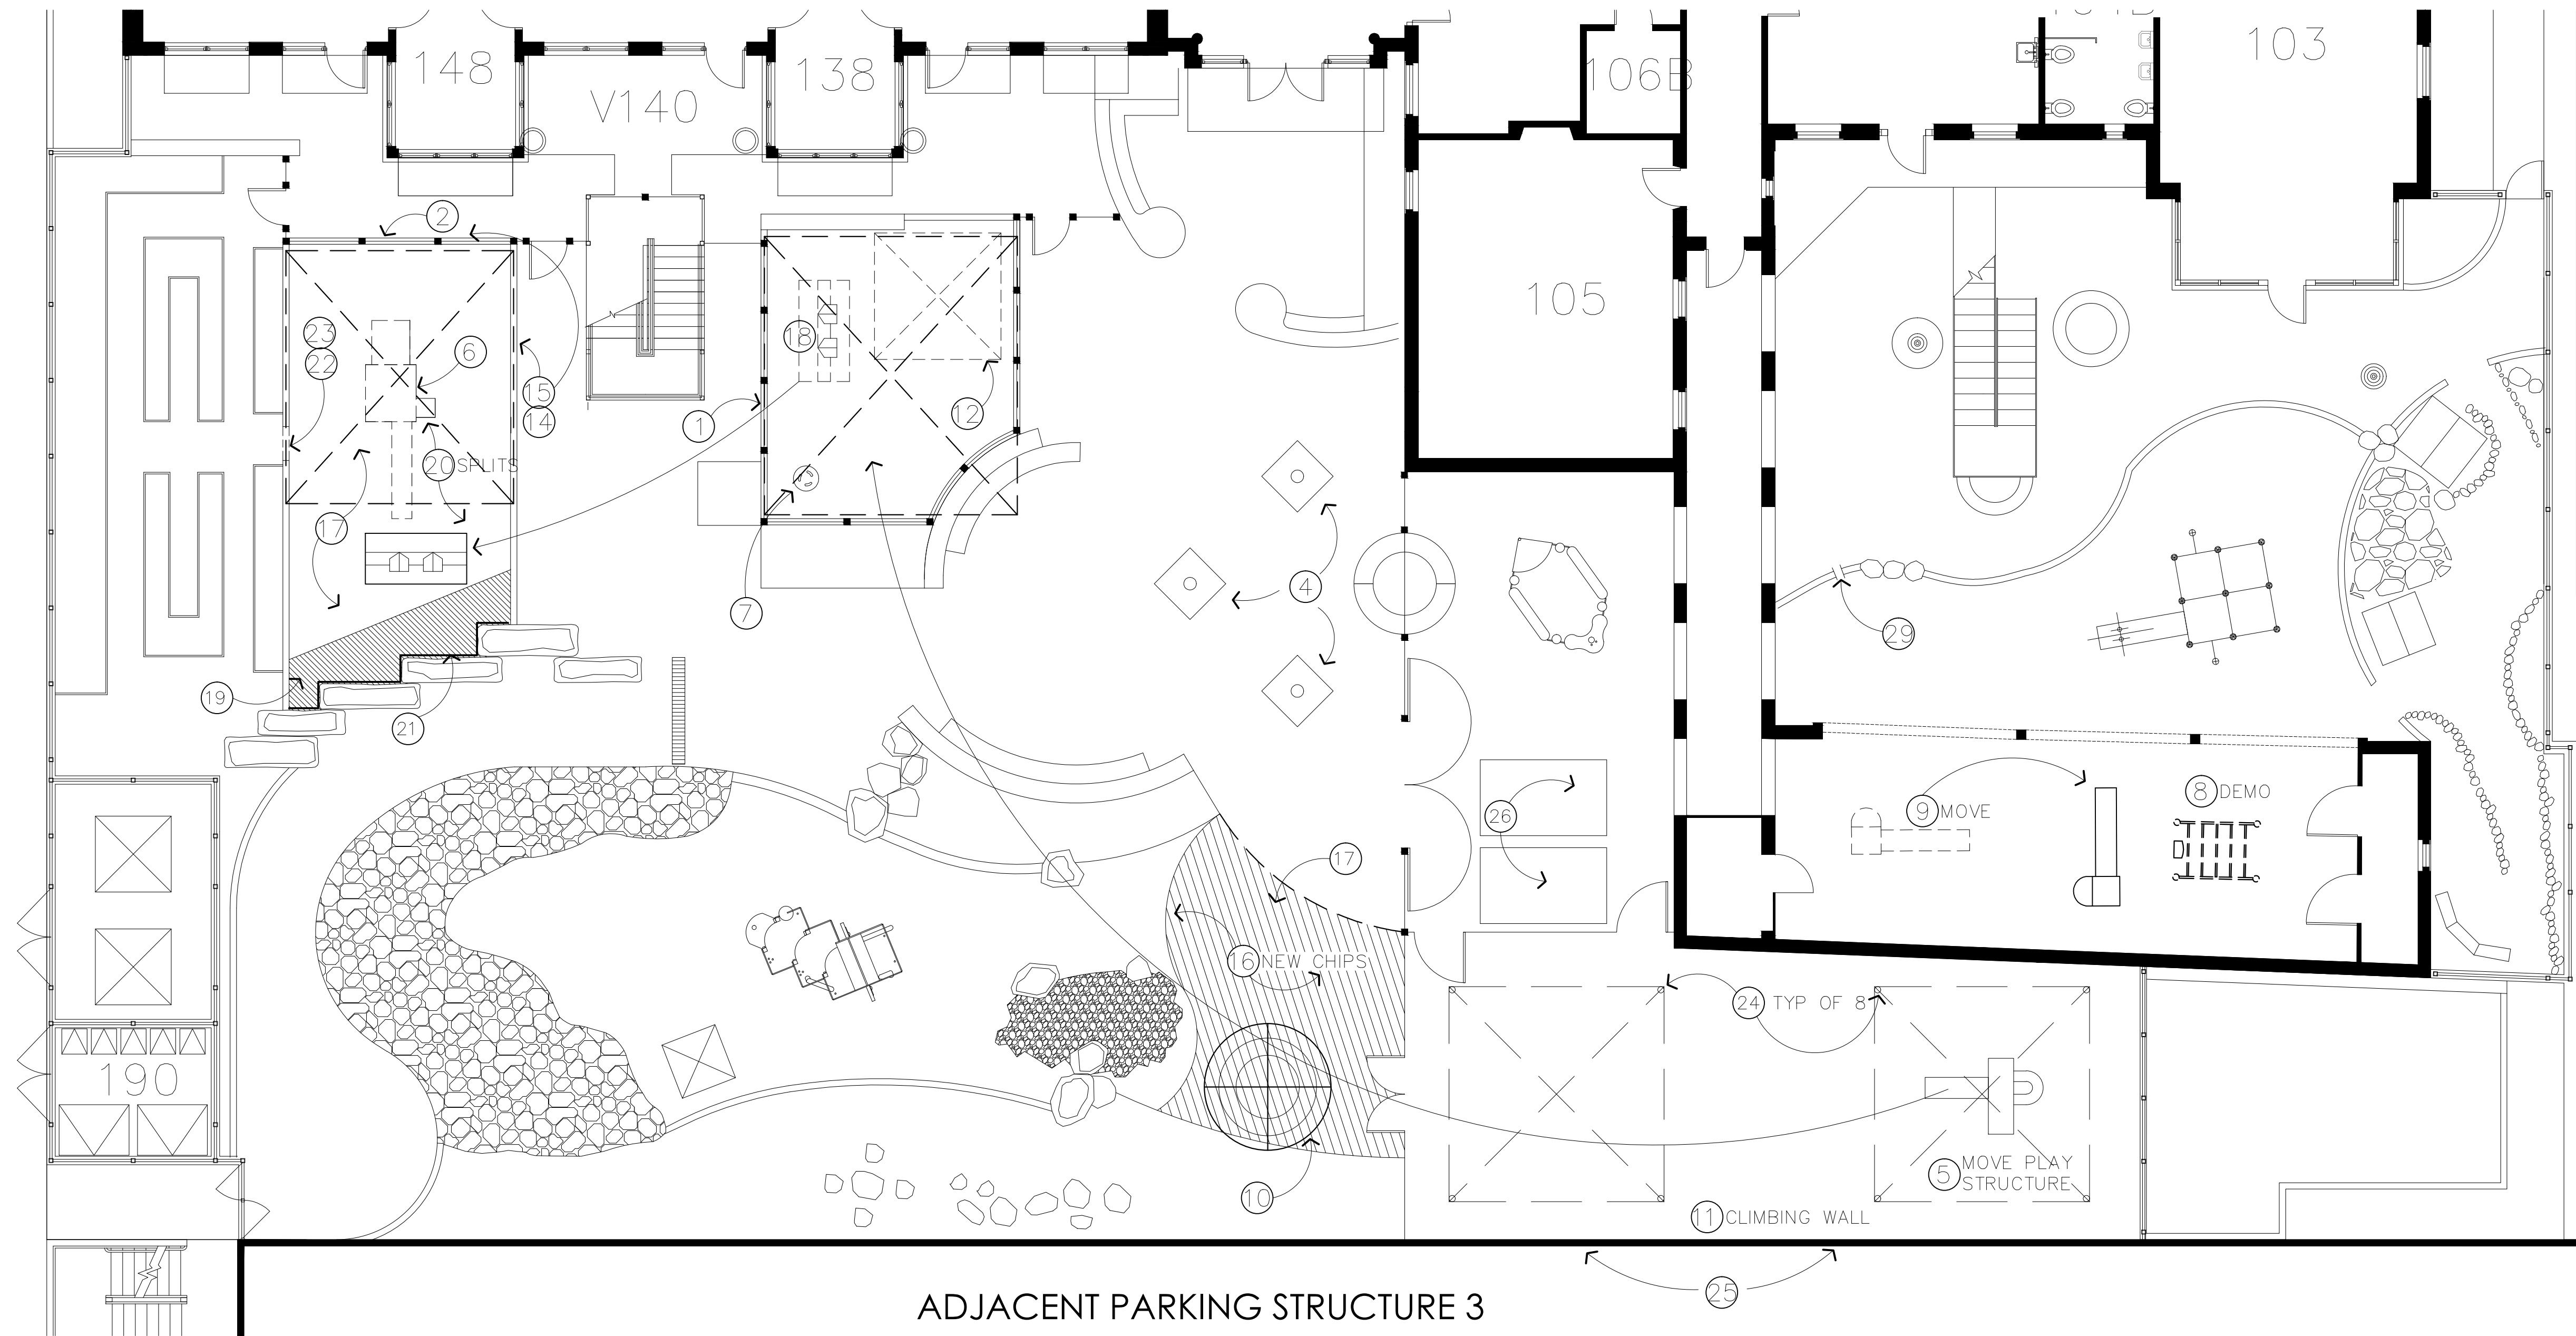 148
V140
138
106B
103
2
105
23
22
6
18
15
14
1
12
20 SPLITS
17
7
4
29
19
21
26
9 MOVE
8 DEMO
17
16 NEW CHIPS
24 TYP OF 8
190
10
5 MOVE PLAY
STRUCTURE
11 CLIMBING WALL
25
ADJACENT PARKING STRUCTURE 3